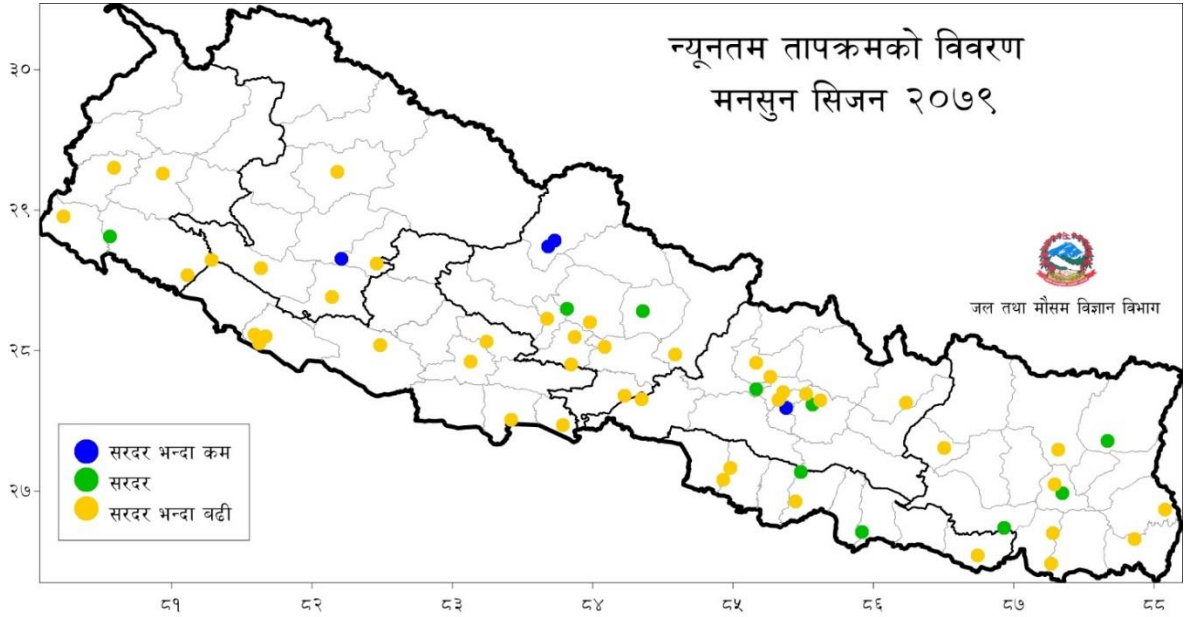 न्यूनतम तापक्रमको विवरण
मनसुन सिजन २०७९
३०
२९
२८
२७
जल तथा मौसम विज्ञान विभाग
सरदर भन्दा कम
सरदर
सरदर भन्दा बढी
८१ ८२ ८३ ८४ ८५ ८६ ८७ ८८